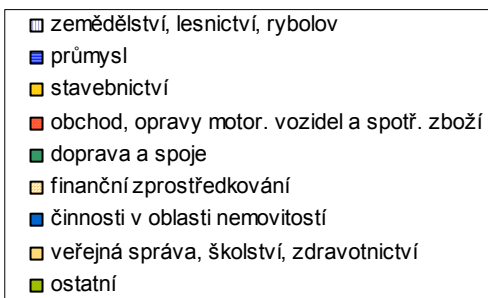 zemědělství, lesnictví, rybolov
průmysl
stavebnictví
obchod, opravy motor. vozidel a spotř. zboží
doprava a spoje
finanční zprostředkování
činnosti v oblasti nemovitostí
veřejná správa, školství, zdravotnictví
ostatní